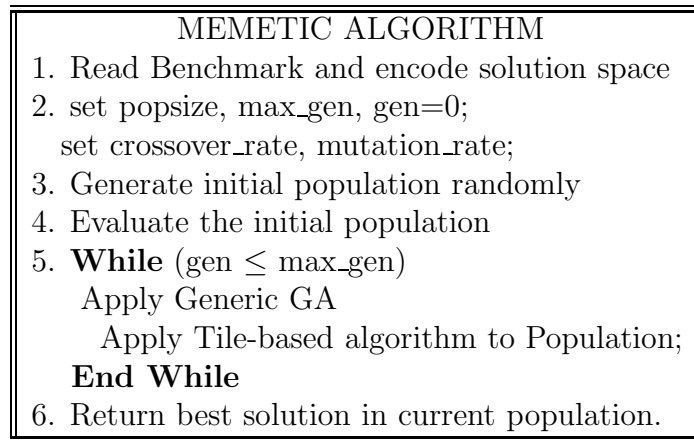 MEMETIC ALGORITHM
1. Read Benchmark and encode solution space
2. set popsize, max_gen, gen=0;
set crossover_rate, mutation_rate;
3. Generate initial population randomly
4. Evaluate the initial population
5. While (gen ≤ max_gen)
Apply Generic GA
Apply Tile-based algorithm to Population;
End While
6. Return best solution in current population.